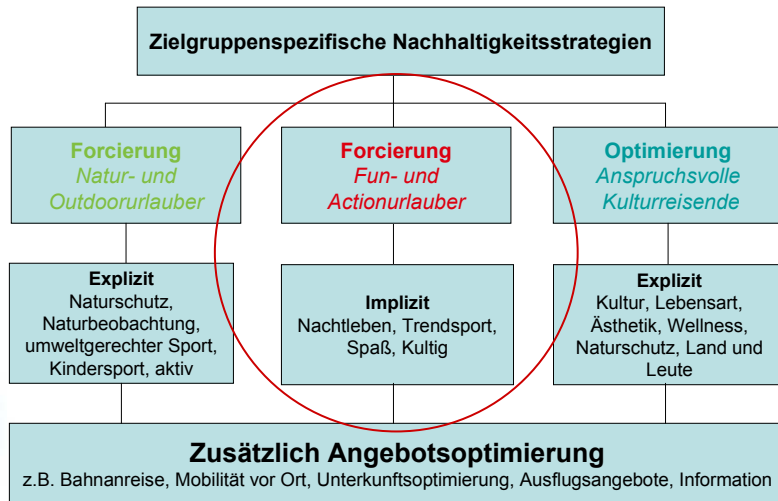 Zielgruppenspezifische Nachhaltigkeitsstrategien
Forcierung
Natur- und
Outdoorurlauber
Forcierung
Fun- und
Actionurlauber
Optimierung
Anspruchsvolle
Kulturreisende
Explizit
Naturschutz,
Naturbeobachtung,
umweltgerechter Sport,
Kindersport, aktiv
Implizit
Nachtleben, Trendsport,
Spaß, Kultig
Explizit
Kultur, Lebensart,
Ästhetik, Wellness,
Naturschutz, Land und
Leute
Zusätzlich Angebotsoptimierung
z.B. Bahnanreise, Mobilität vor Ort, Unterkunftsoptimierung, Ausflugsangebote, Information